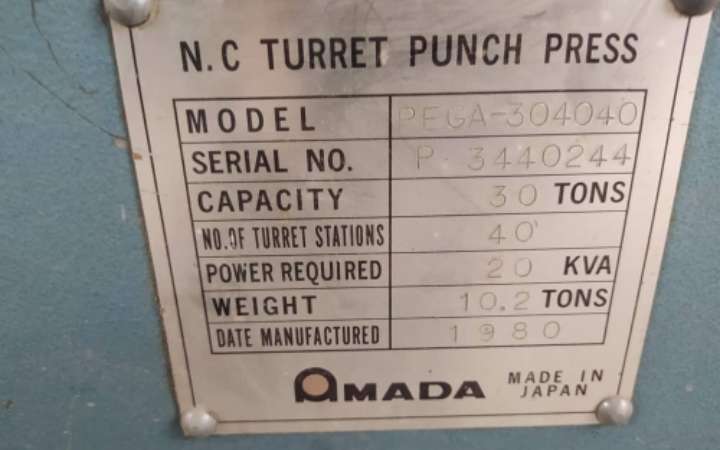 N.C TURRET PUNCH PRESS
MODEL PEGA-304040
SERIAL NO. P 3440244
CAPACITY 30 TONS
NO.OF TURRET STATIONS 40
POWER REQUIRED 20 KVA
WEIGHT 10.2 TONS
DATE MANUFACTURED 1980
AMADA MADE IN
JAPAN